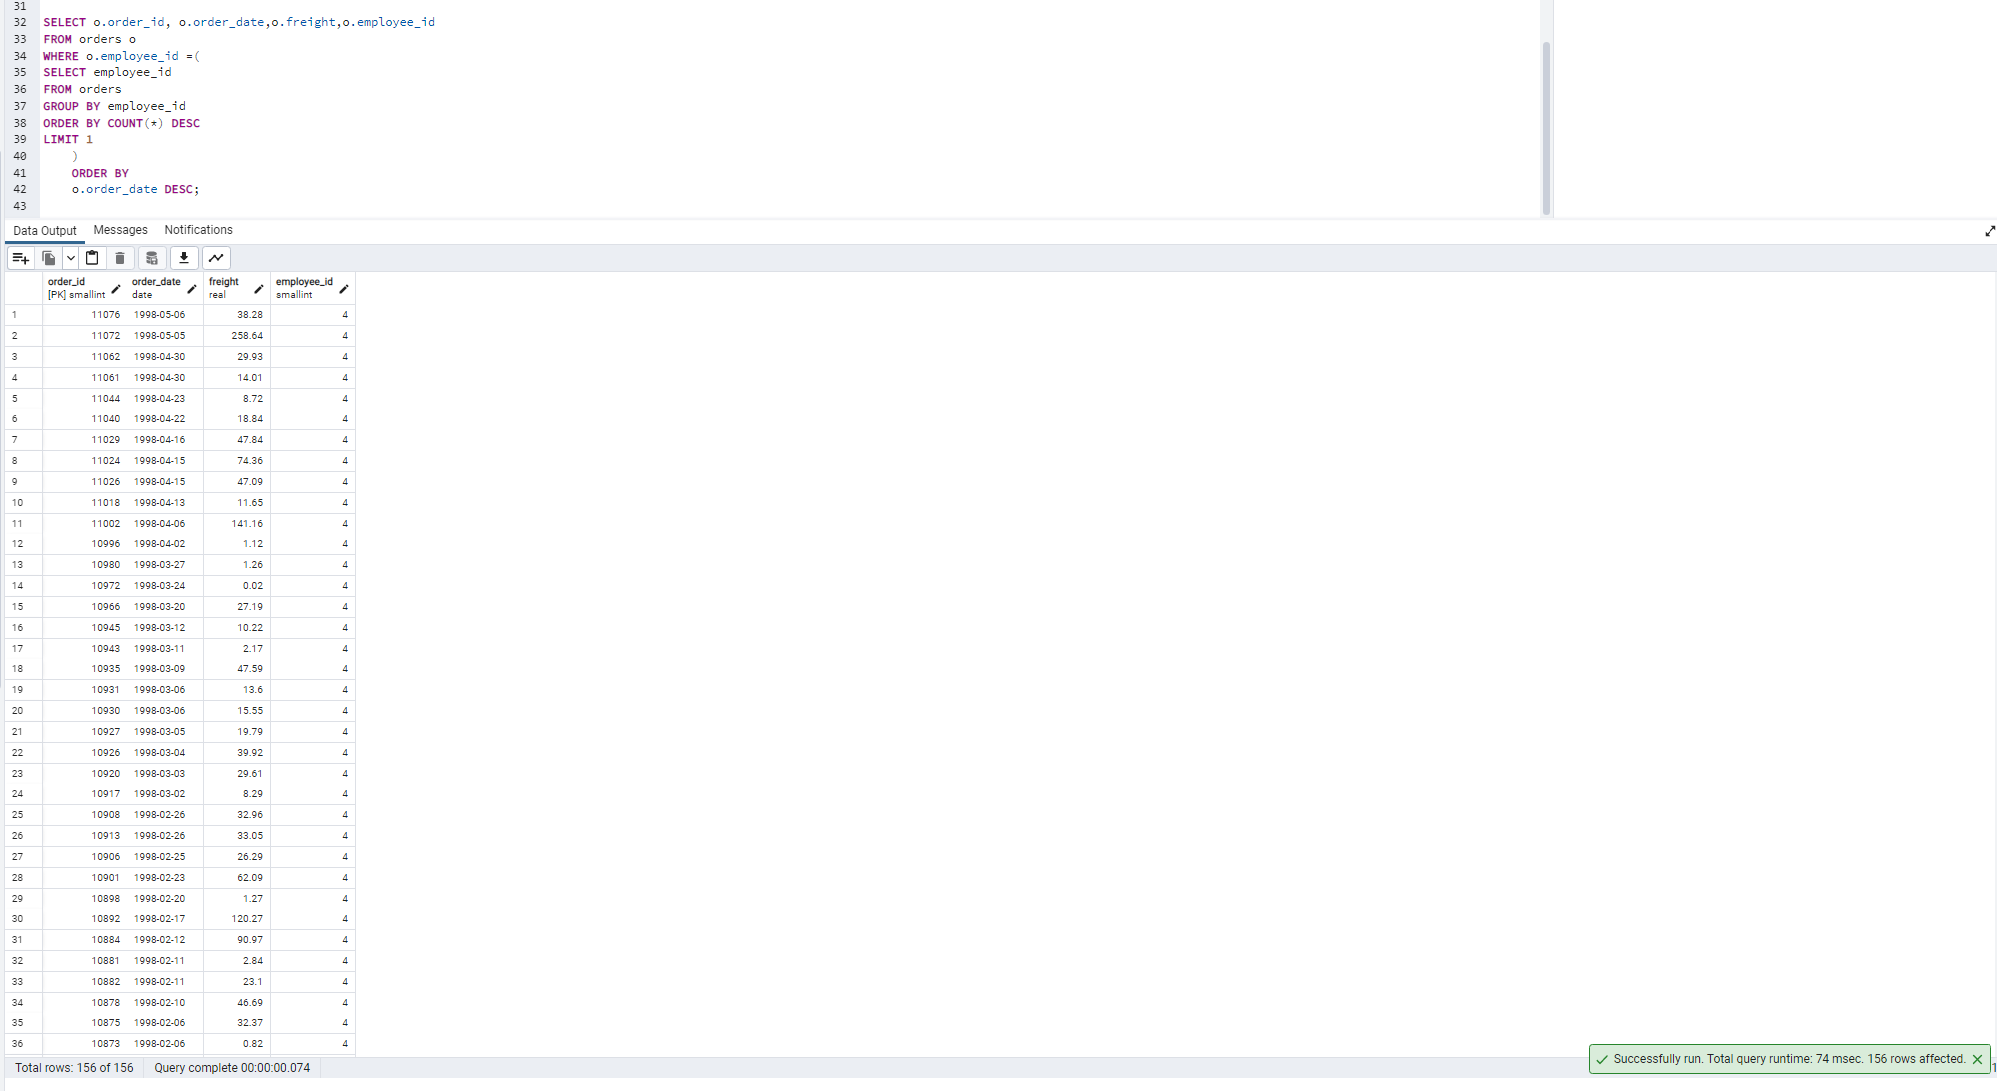 31
32 SELECT o.order_id, o.order_date,o.freight,o.employee_id
33 FROM orders o
34 WHERE o.employee_id =(
35 SELECT employee_id
36 FROM orders
37 GROUP BY employee_id
38 ORDER BY COUNT(*) DESC
39 LIMIT 1
40 )
41 ORDER BY
42 o.order_date DESC;
43
Data Output Messages Notifications
order_id order_date freight employee_id
[PK] smallint date real smallint
1 11076 1998-05-06 38.28 4
2 11072 1998-05-05 258.64 4
3 11062 1998-04-30 29.93 4
4 11061 1998-04-30 14.01 4
5 11044 1998-04-23 8.72 4
6 11040 1998-04-22 18.84 4
7 11029 1998-04-16 47.84 4
8 11024 1998-04-15 74.36 4
9 11026 1998-04-15 47.09 4
10 11018 1998-04-13 11.65 4
11 11002 1998-04-06 141.16 4
12 10996 1998-04-02 1.12 4
13 10980 1998-03-27 1.26 4
14 10972 1998-03-24 0.02 4
15 10966 1998-03-20 27.19 4
16 10945 1998-03-12 10.22 4
17 10943 1998-03-11 2.17 4
18 10935 1998-03-09 47.59 4
19 10931 1998-03-06 13.6 4
20 10930 1998-03-06 15.55 4
21 10927 1998-03-05 19.79 4
22 10926 1998-03-04 39.92 4
23 10920 1998-03-03 29.61 4
24 10917 1998-03-02 8.29 4
25 10908 1998-02-26 32.96 4
26 10913 1998-02-26 33.05 4
27 10906 1998-02-25 26.29 4
28 10901 1998-02-23 62.09 4
29 10898 1998-02-20 1.27 4
30 10892 1998-02-17 120.27 4
31 10884 1998-02-12 90.97 4
32 10881 1998-02-11 2.84 4
33 10882 1998-02-11 23.1 4
34 10878 1998-02-10 46.69 4
35 10875 1998-02-06 32.37 4
36 10873 1998-02-06 0.82 4
Successfully run. Total query runtime: 74 msec. 156 rows affected.
Total rows: 156 of 156 Query complete 00:00:00.074 1